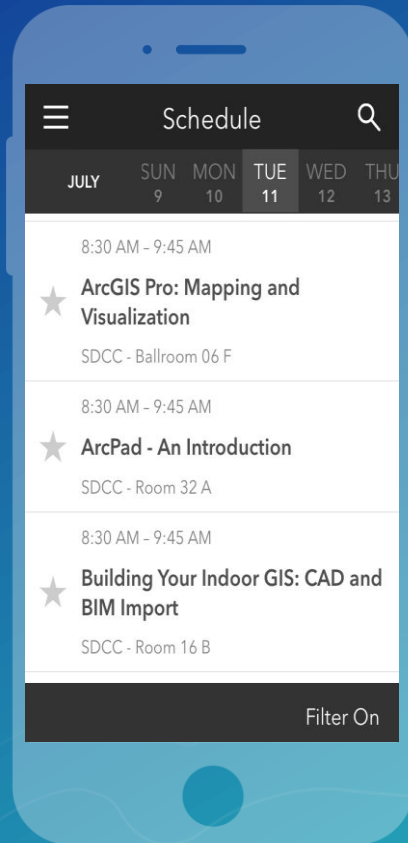 Schedule
JULY SUN MON TUE WED THU
9 10 11 12 13
8:30 AM – 9:45 AM
ArcGIS Pro: Mapping and
Visualization
SDCC - Ballroom 06 F
8:30 AM – 9:45 AM
ArcPad - An Introduction
SDCC - Room 32 A
8:30 AM – 9:45 AM
Building Your Indoor GIS: CAD and
BIM Import
SDCC - Room 16 B
Filter On